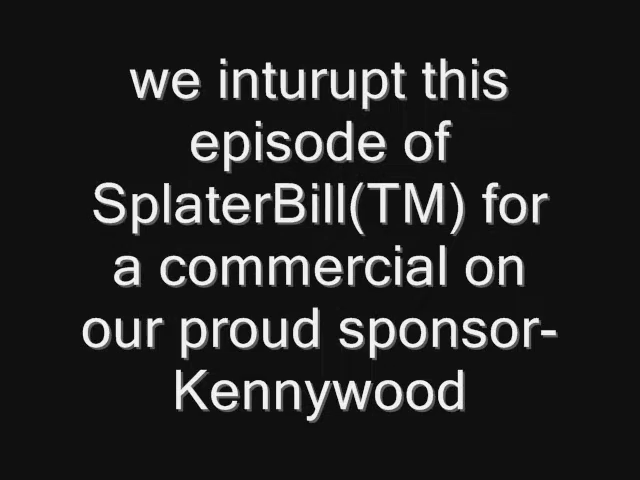 we inturupt this
episode of
SplaterBill(TM) for
a commercial on
our proud sponsor-
Kennywood